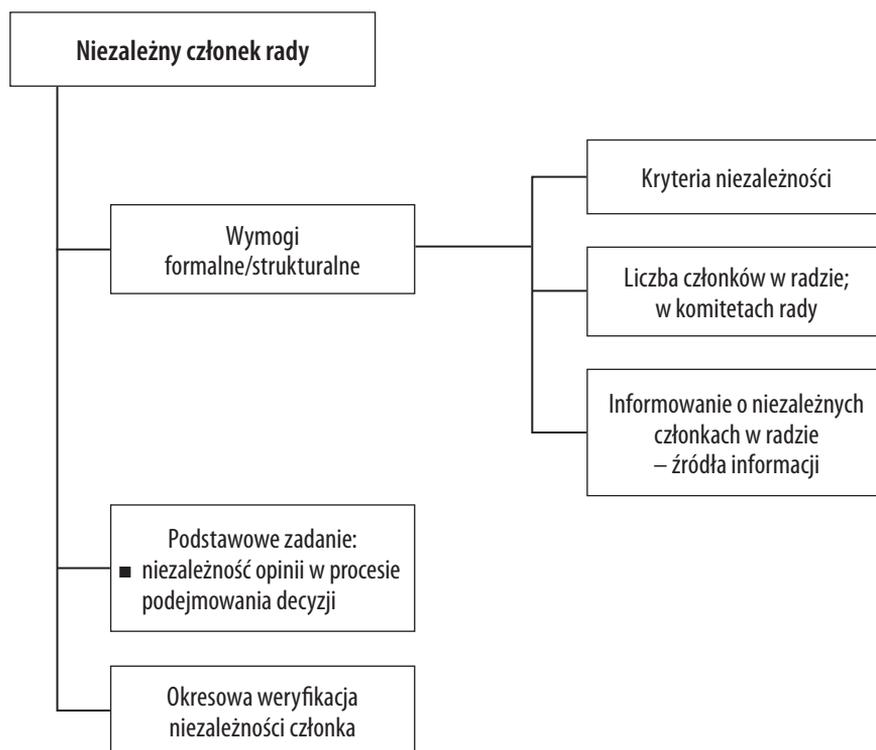 Niezależny członek rady
Wymogi
formalne/strukturalne
Kryteria niezależności
Liczba członków w radzie;
w komitetach rady
Informowanie o niezależnych
członkach w radzie
– źródła informacji
Podstawowe zadanie:
■ niezależność opinii w procesie
podejmowania decyzji
Okresowa weryfikacja
niezależności członka